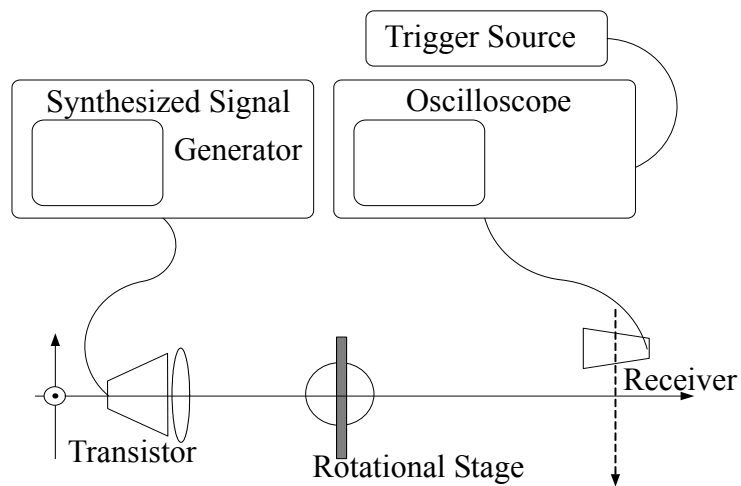 Trigger Source
Synthesized Signal
Generator
Oscilloscope
Receiver
Transistor
Rotational Stage